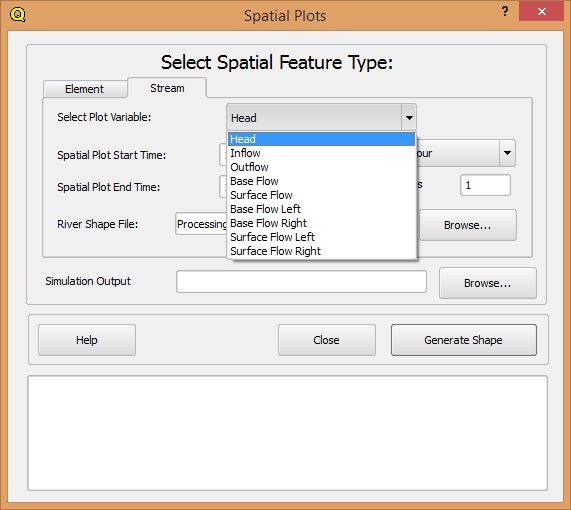 Spatial Plots
?
Select Spatial Feature Type:
Element Stream
Select Plot Variable: Head
Head
Inflow
Outflow
Base Flow
Surface Flow
Base Flow Left
Base Flow Right
Surface Flow Left
Surface Flow Right
Spatial Plot Start Time: our
Spatial Plot End Time: s 1
River Shape File: Processing Browse...
Simulation Output Browse...
Help Close Generate Shape